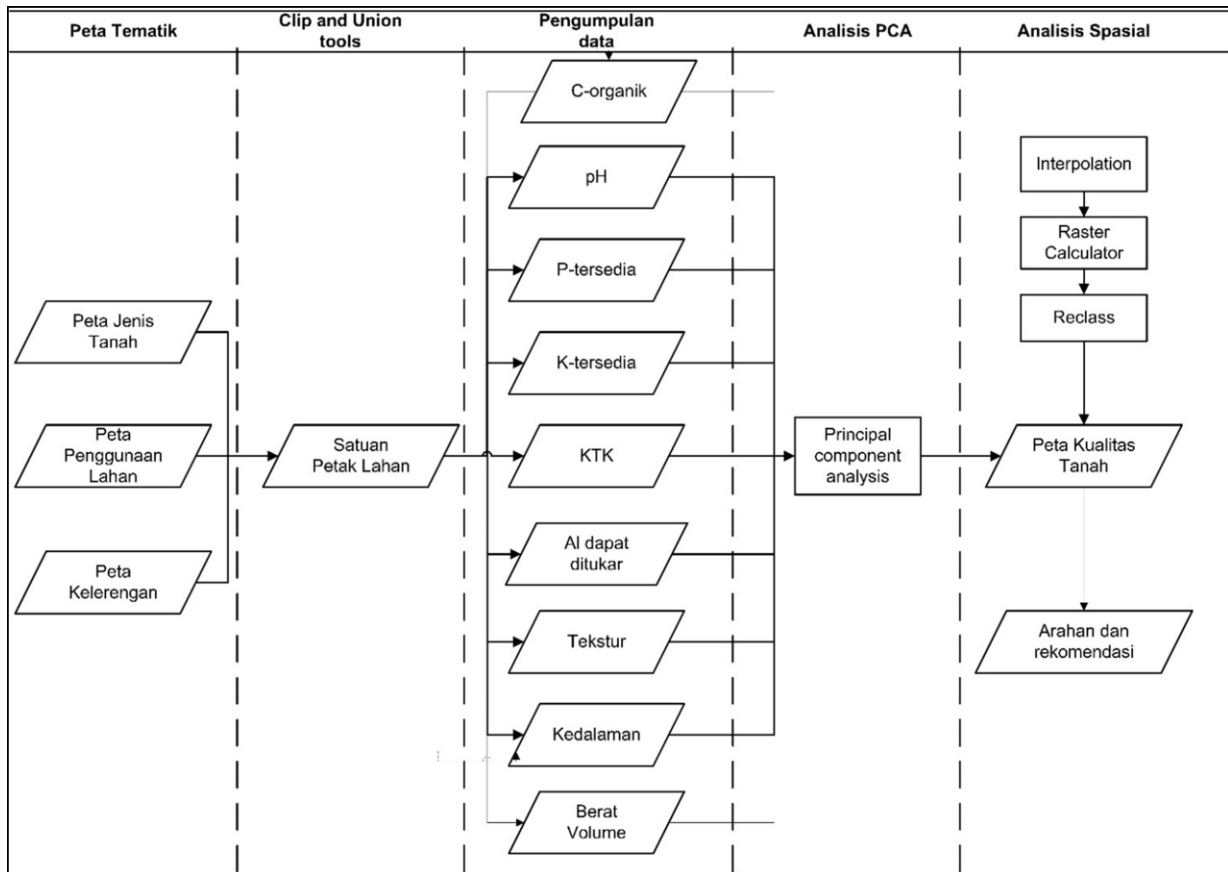 Peta Tematik
Clip and Union
tools
Pengumpulan
data
Analisis PCA
Analisis Spasial
Peta Jenis
Tanah
Peta
Penggunaan
Lahan
Peta
Kelerengan
Satuan
Petak Lahan
C-organik
pH
P-tersedia
K-tersedia
KTK
Al dapat
ditukar
Tekstur
Kedalaman
Berat
Volume
Principal
component
analysis
Interpolation
Raster
Calculator
Reclass
Peta Kualitas
Tanah
Arahan dan
rekomendasi